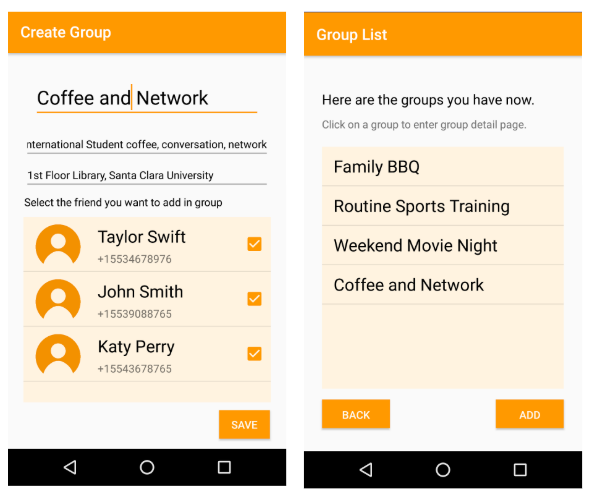 Create Group
Coffee and Network
nternational Student coffee, conversation, network
1st Floor Library, Santa Clara University
Select the friend you want to add in group
Taylor Swift
+15534678976
John Smith
+15539088765
Katy Perry
+15543678765
SAVE
Group List
Here are the groups you have now.
Click on a group to enter group detail page.
Family BBQ
Routine Sports Training
Weekend Movie Night
Coffee and Network
BACK
ADD